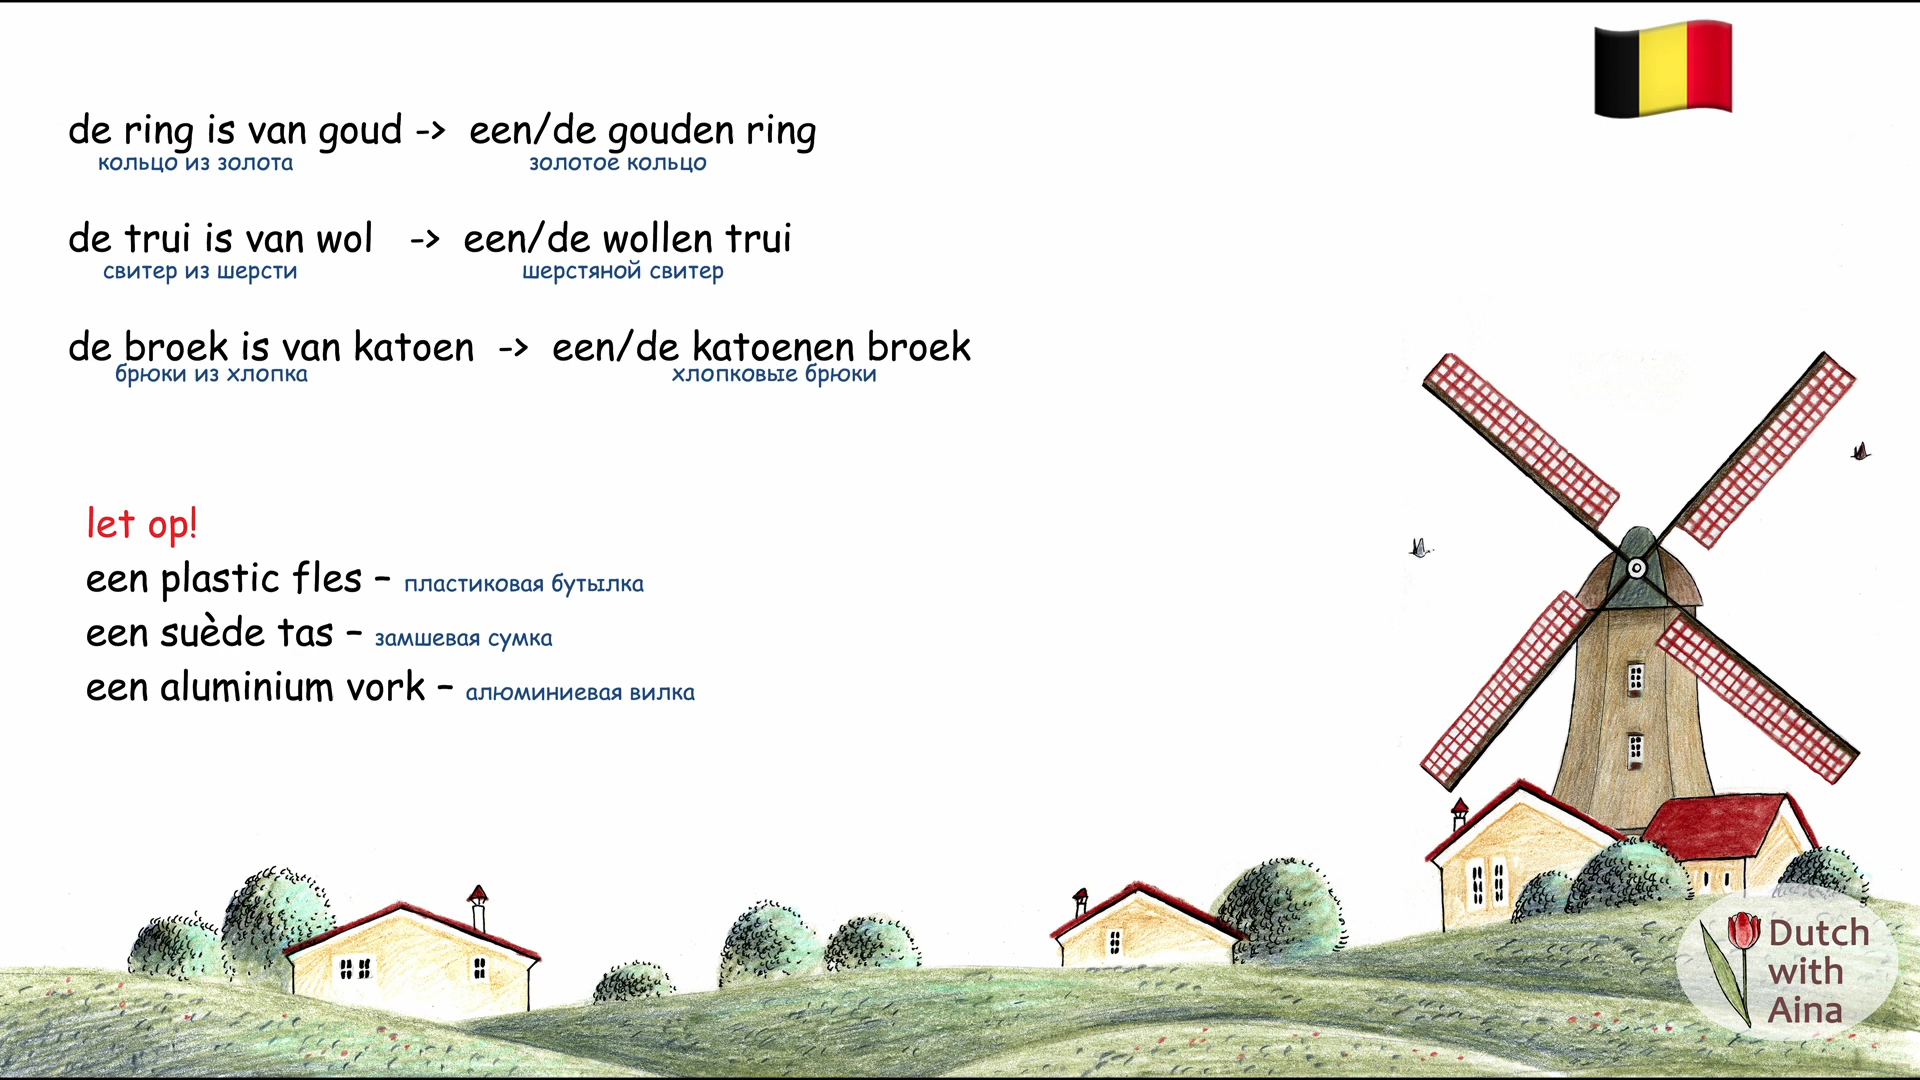 de ring is van goud -> een/de gouden ring
кольцо из золота золотое кольцо
de trui is van wol -> een/de wollen trui
свитер из шерсти шерстяной свитер
de broek is van katoen -> een/de katoenen broek
брюки из хлопка хлопковые брюки
let op!
een plastic fles – пластиковая бутылка
een suède tas – замшевая сумка
een aluminium vork – алюминиевая вилка
Dutch
with
Aina